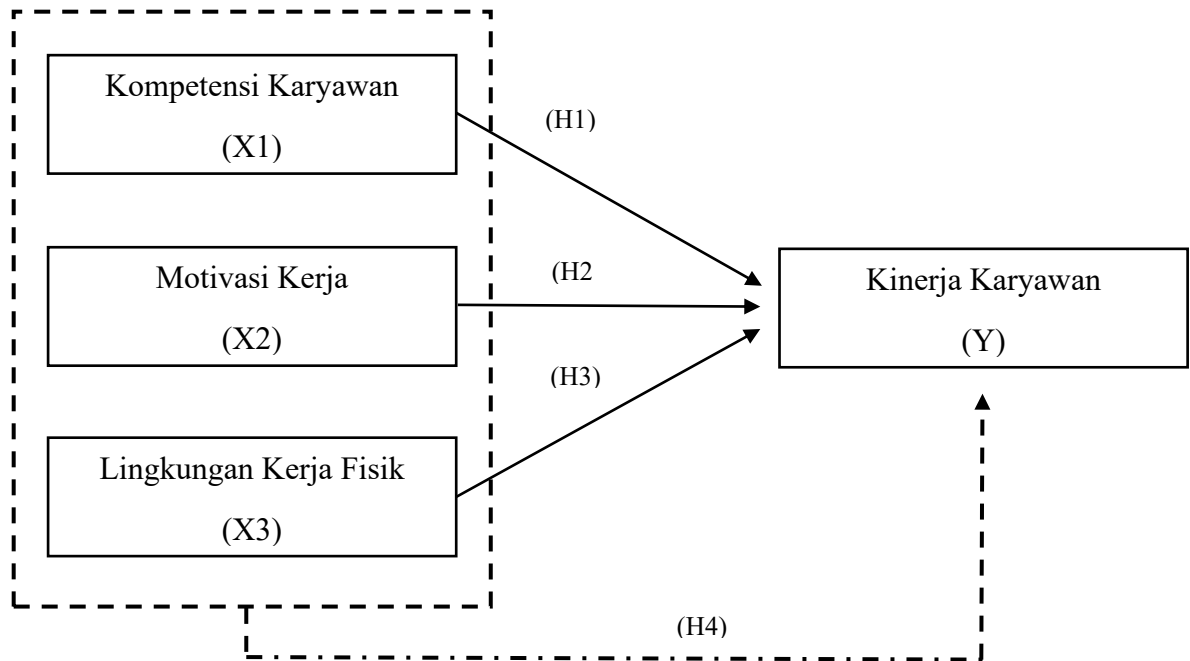 Kompetensi Karyawan
(X1)
(H1)
Motivasi Kerja
(X2)
(H2
Kinerja Karyawan
(Y)
(H3)
Lingkungan Kerja Fisik
(X3)
(H4)